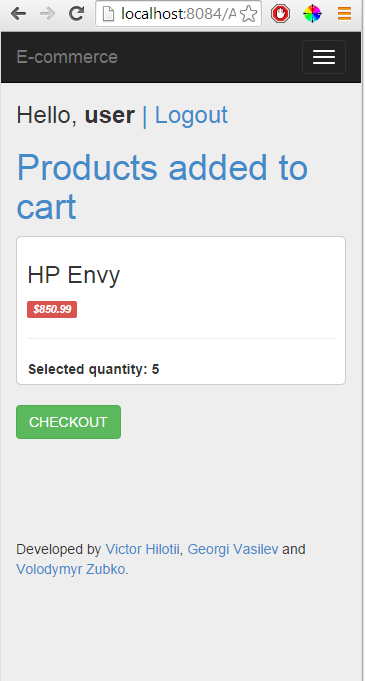 localhost:8084/A
E-commerce
Hello, user | Logout
Products added to
cart
HP Envy
$850.99
Selected quantity: 5
CHECKOUT
Developed by Victor Hilotii, Georgi Vasilev and
Volodymyr Zubko.